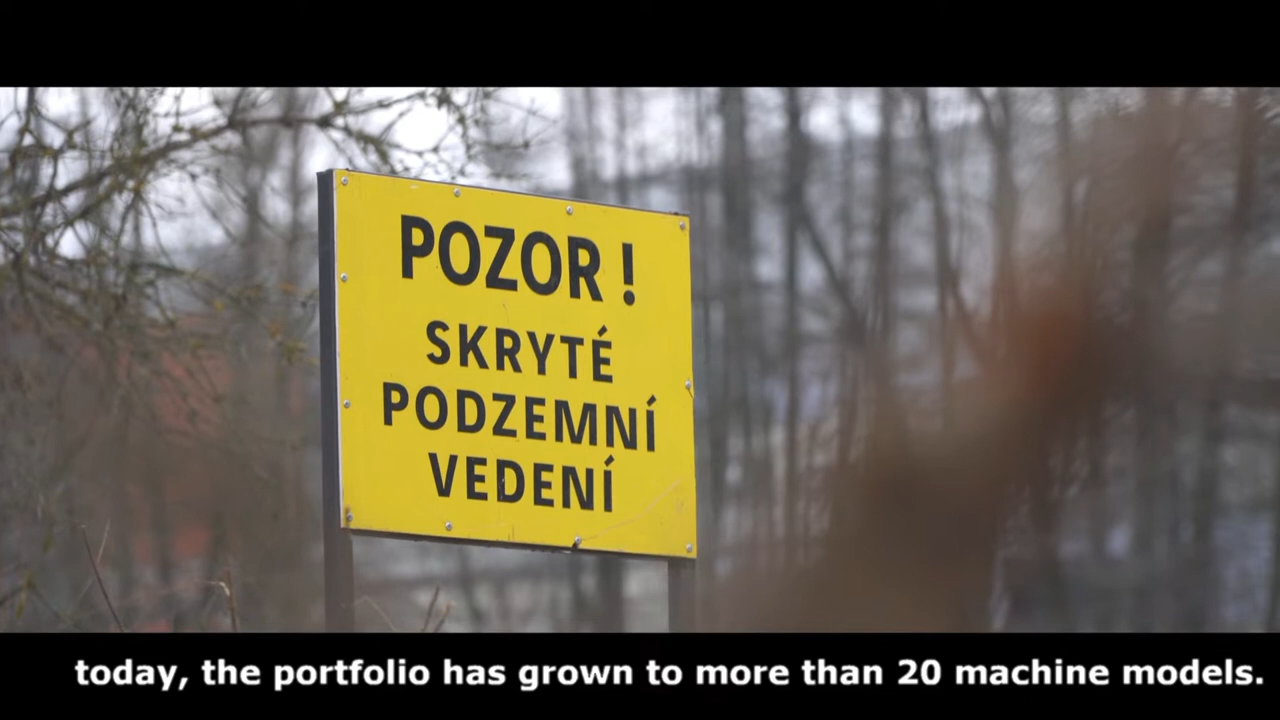 POZOR !
SKRYTÉ
PODZEMNÍ
VEDENÍ
today, the portfolio has grown to more than 20 machine models.